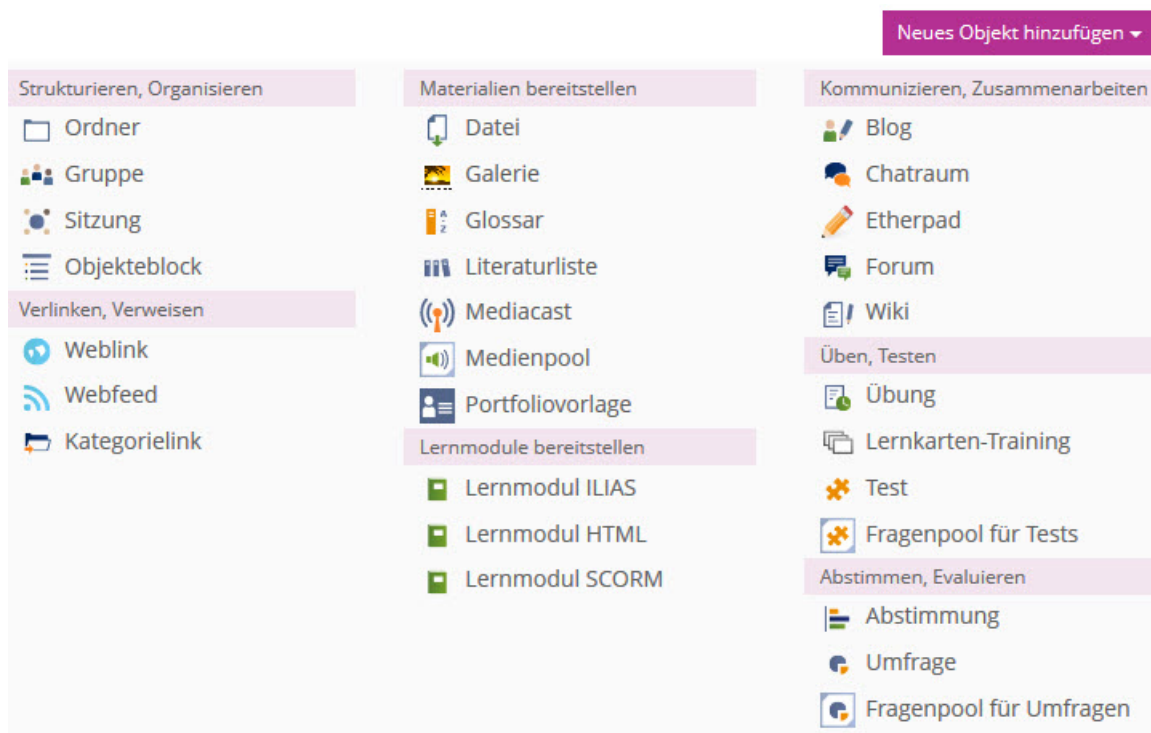 Neues Objekt hinzufügen
Strukturieren, Organisieren
Ordner
Gruppe
Sitzung
Objekteblock
Verlinken, Verweisen
Weblink
Webfeed
Kategorielink
Materialien bereitstellen
Datei
Galerie
Glossar
Literaturliste
Mediacast
Medienpool
Portfoliovorlage
Lernmodule bereitstellen
Lernmodul ILIAS
Lernmodul HTML
Lernmodul SCORM
Kommunizieren, Zusammenarbeiten
Blog
Chatraum
Etherpad
Forum
Wiki
Üben, Testen
Übung
Lernkarten-Training
Test
Fragenpool für Tests
Abstimmen, Evaluieren
Abstimmung
Umfrage
Fragenpool für Umfragen